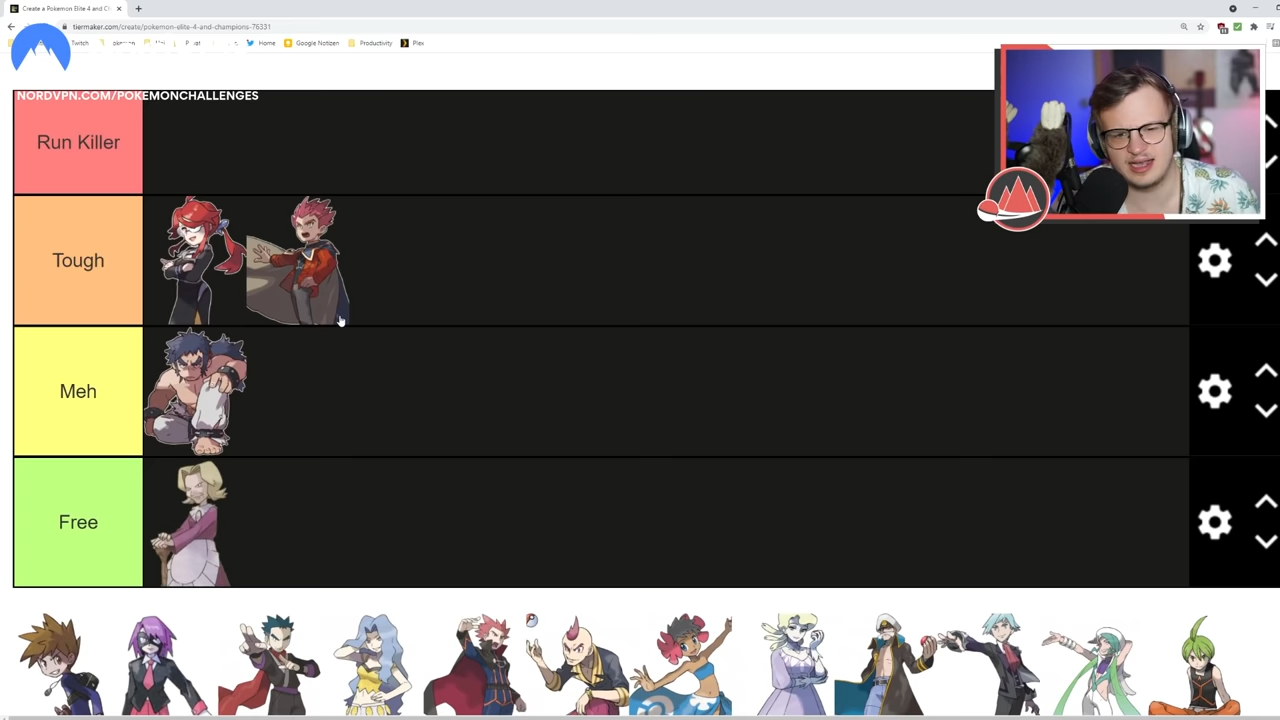 Create a Pokemon Elite 4 and Ch
tiermaker.com/create/pokemon-elite-4-and-champions-76331
Twitch
Home
Google Notizen
Productivity
Plex
NORDVPN.COM/POKEMONCHALLENGES
Run Killer
Tough
Meh
Free